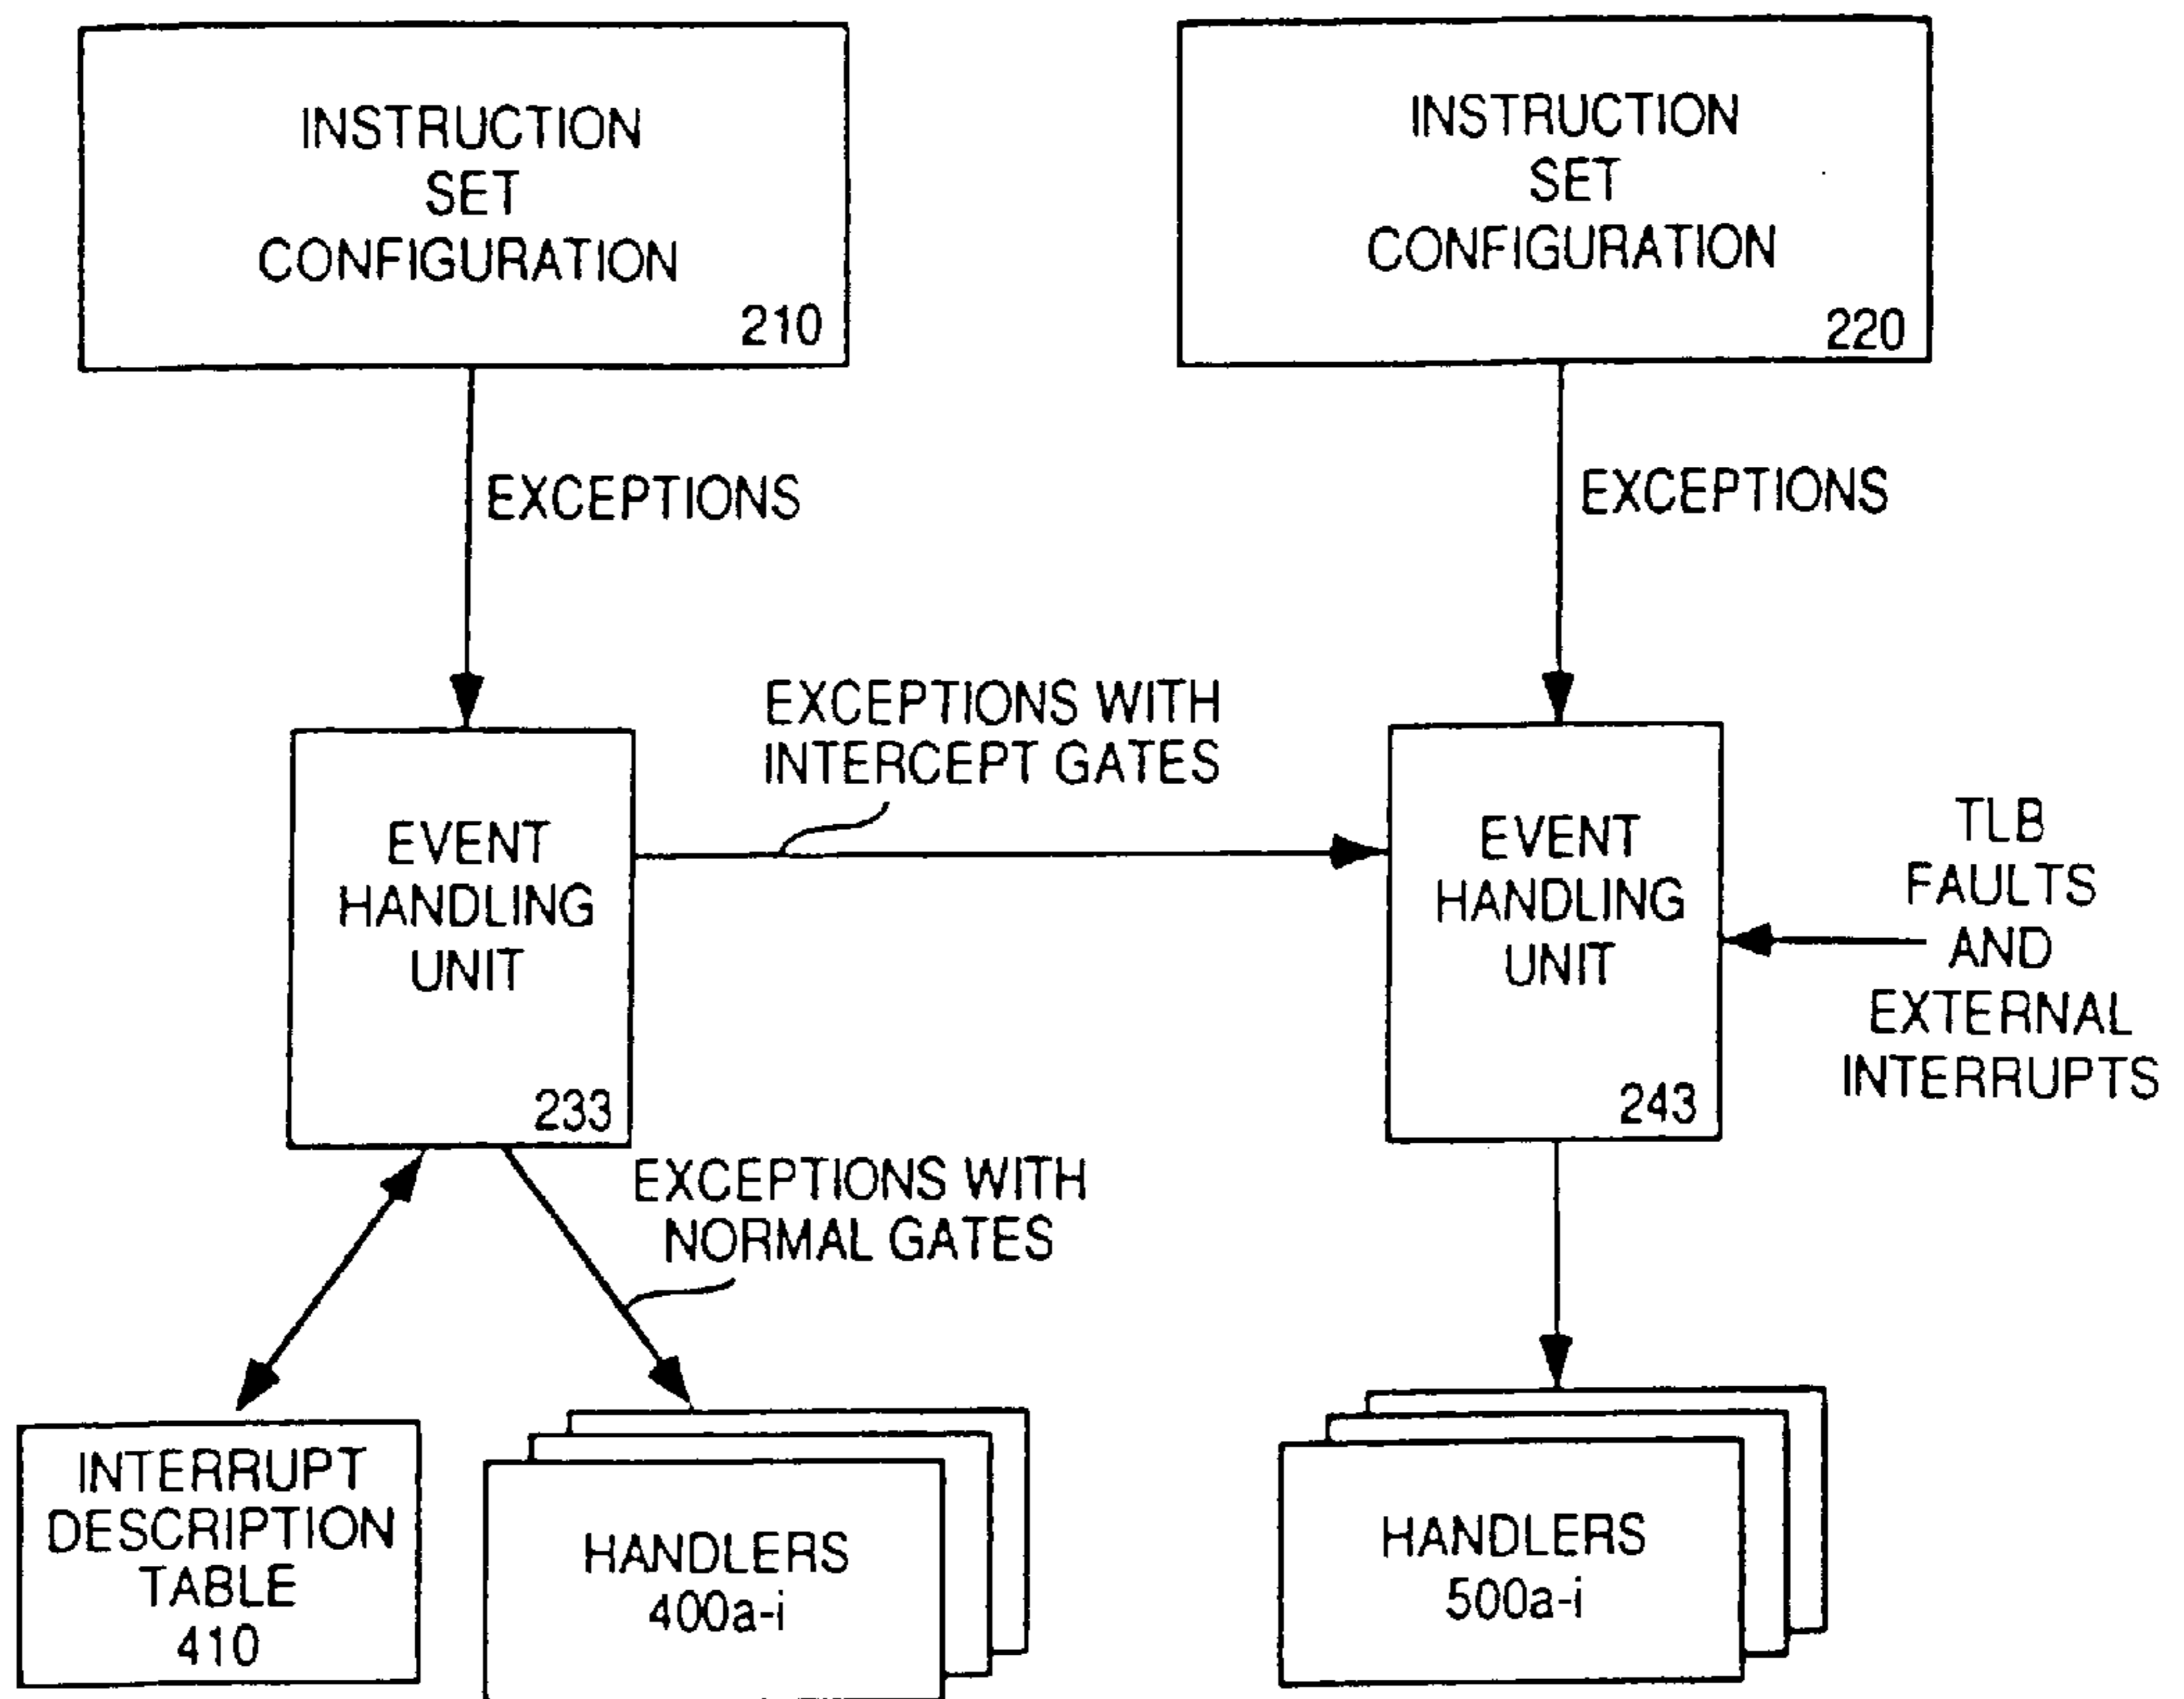 INSTRUCTION
SET
CONFIGURATION
210
INSTRUCTION
SET
CONFIGURATION
220
EXCEPTIONS
EXCEPTIONS
EXCEPTIONS WITH
INTERCEPT GATES
EVENT
HANDLING
UNIT
233
EVENT
HANDLING
UNIT
243
TLB
FAULTS
AND
EXTERNAL
INTERRUPTS
EXCEPTIONS WITH
NORMAL GATES
INTERRUPT
DESCRIPTION
TABLE
410
HANDLERS
400a-i
HANDLERS
500a-i